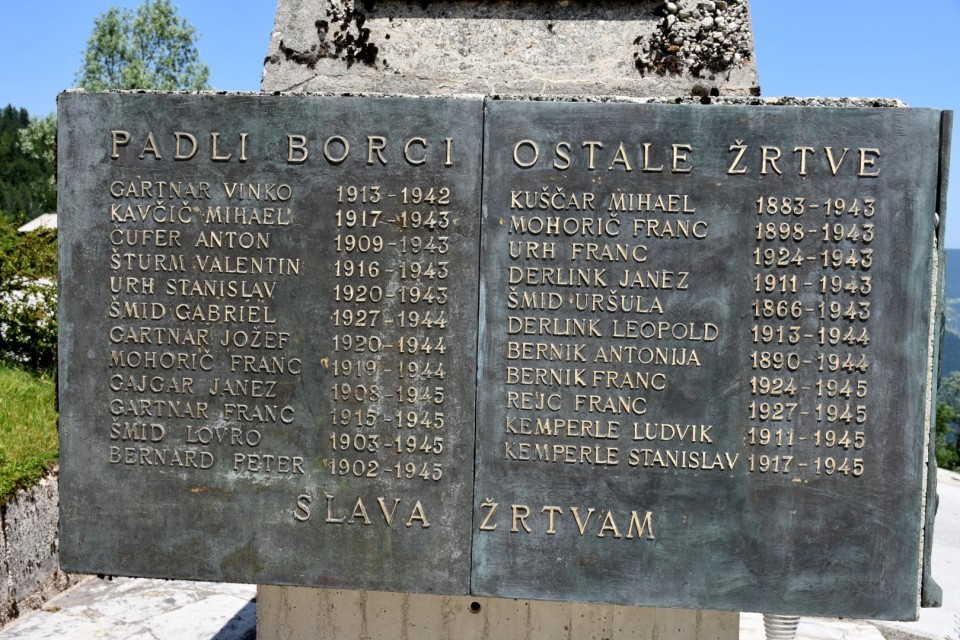 PADLI BORCI
GARTNAR VINKO 1913-1942
KAVČIČ MIHAEL 1917-1943
ČUFER ANTON 1909-1943
ŠTURM VALENTIN 1916-1943
URH STANISLAV 1920-1943
ŠMID GABRIEL 1927-1944
GARTNAR JOŽEF 1920-1944
MOHORIČ FRANC 1919-1944
GAJGAR JANEZ 1908-1945
GARTNAR FRANC 1915-1945
ŠMID LOVRO 1903-1945
BERNARD PETER 1902-1945
OSTALE ŽRTVE
KUŠČAR MIHAEL 1883-1943
MOHORIČ FRANC 1898-1943
URH FRANC 1924-1943
DERLINK JANEZ 1911-1943
ŠMID URŠULA 1866-1943
DERLINK LEOPOLD 1913-1944
BERNIK ANTONIJA 1890-1944
BERNIK FRANC 1924-1945
REJC FRANC 1927-1945
KEMPERLE LUDVIK 1911-1945
KEMPERLE STANISLAV 1917-1945
SLAVA ŽRTVAM